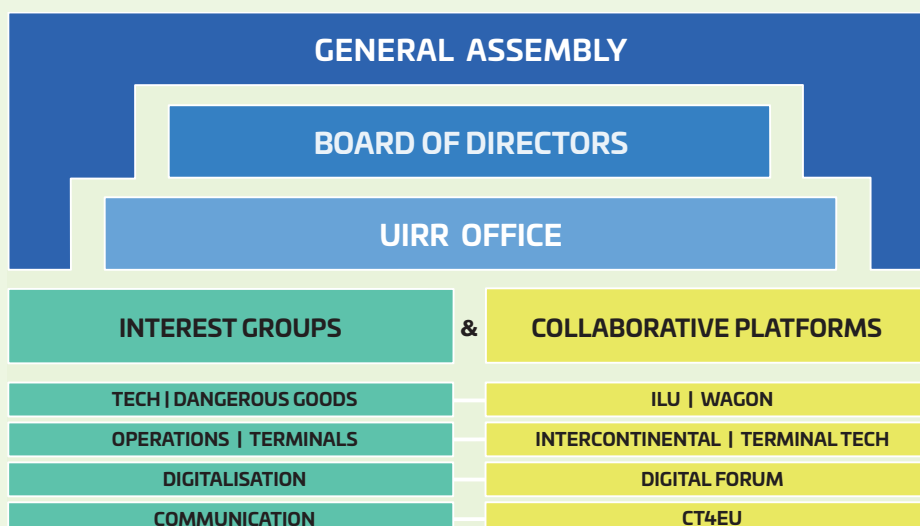 GENERAL ASSEMBLY
BOARD OF DIRECTORS
UIRR OFFICE
INTEREST GROUPS & COLLABORATIVE PLATFORMS
TECH | DANGEROUS GOODS
ILU | WAGON
OPERATIONS | TERMINALS
INTERCONTINENTAL | TERMINAL TECH
DIGITALISATION
DIGITAL FORUM
COMMUNICATION
CT4EU